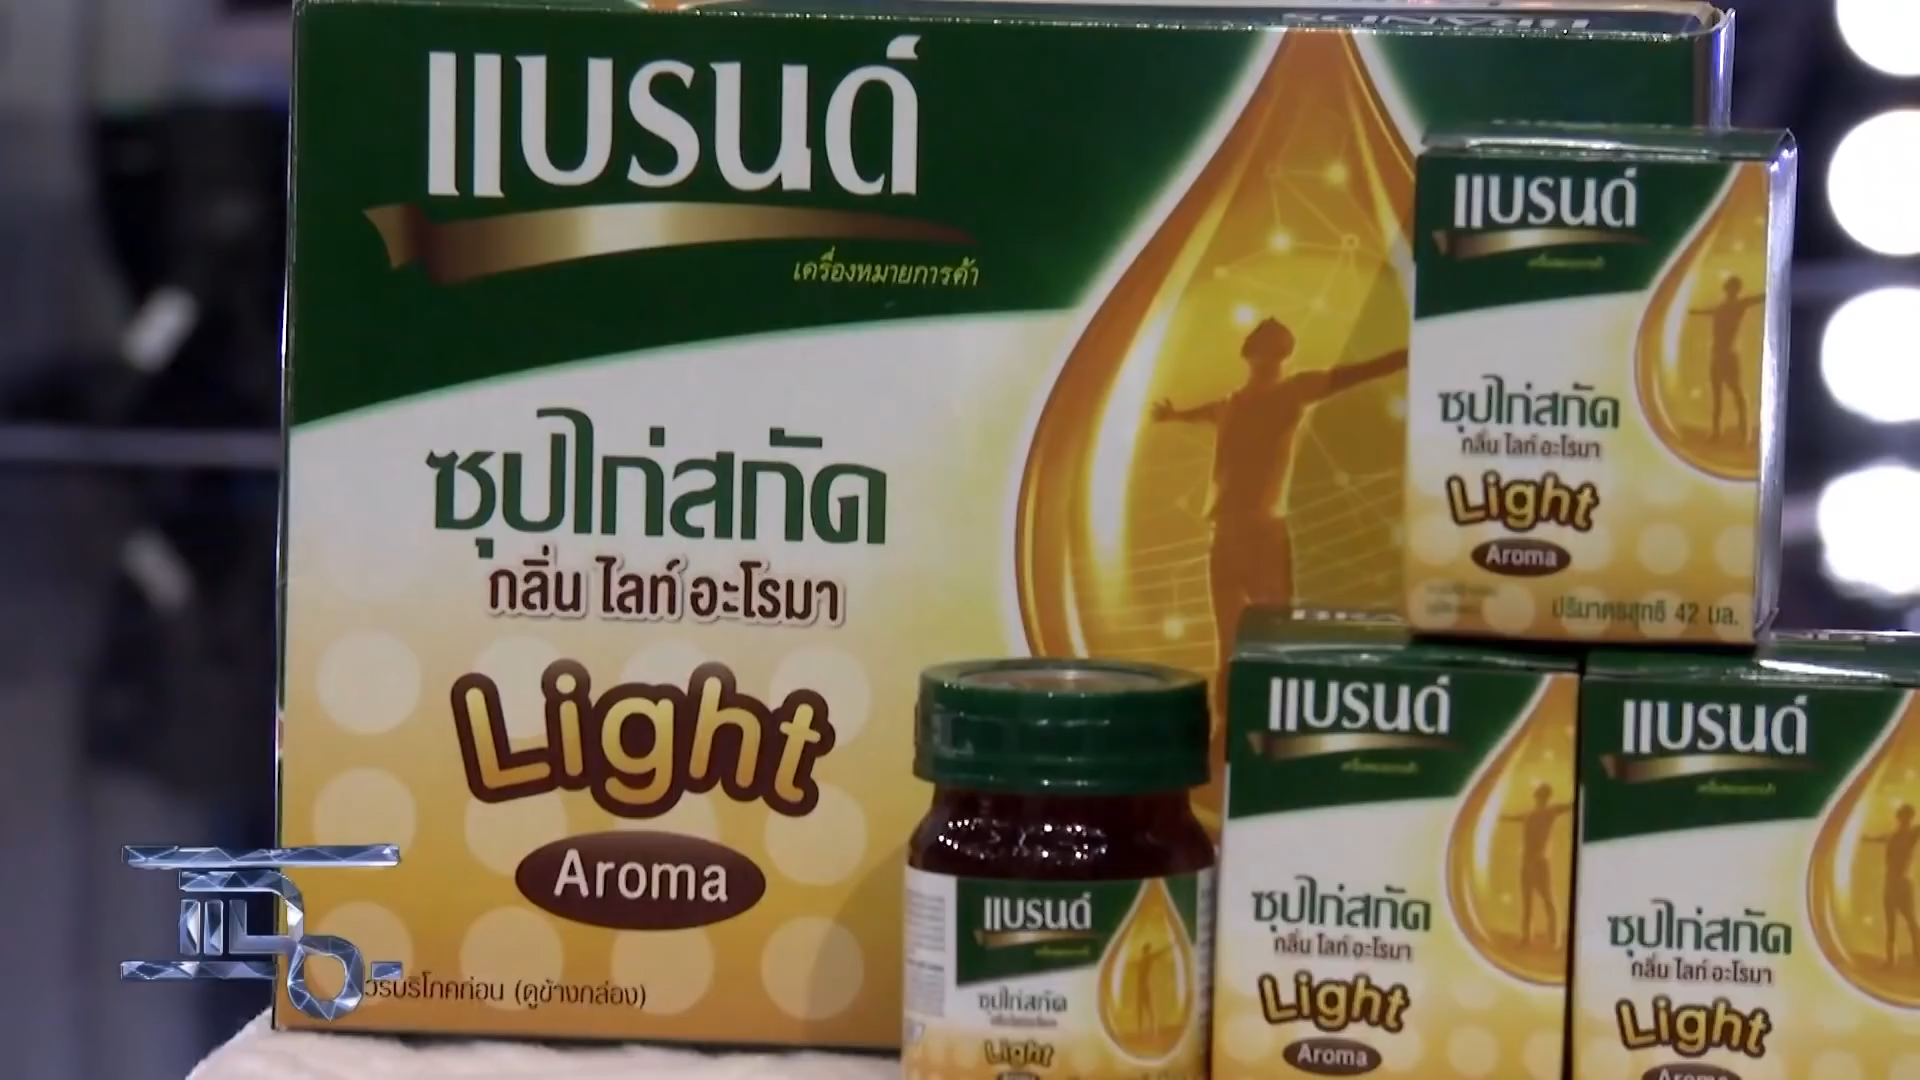 แบรนด์
เครื่องหมายการค้า
ซุปไก่สกัด
กลิ่น ไลท์ อะโรมา
Light
Aroma
วรบริโภคก่อน (ดูข้างกล่อง)
แบรนด์
ซุปไก่สกัด
กลิ่น ไลท์ อะโรมา
Light
Aroma
ปริมาตรสุทธิ 42 มล.
แบรนด์
ซุปไก่สกัด
Light
แบรนด์
ซุปไก่สกัด
กลิ่น ไลท์ อะโรมา
Light
Aroma
แบรนด์
ซุปไก่สกัด
กลิ่น ไลท์ อะโรมา
Light
Aroma